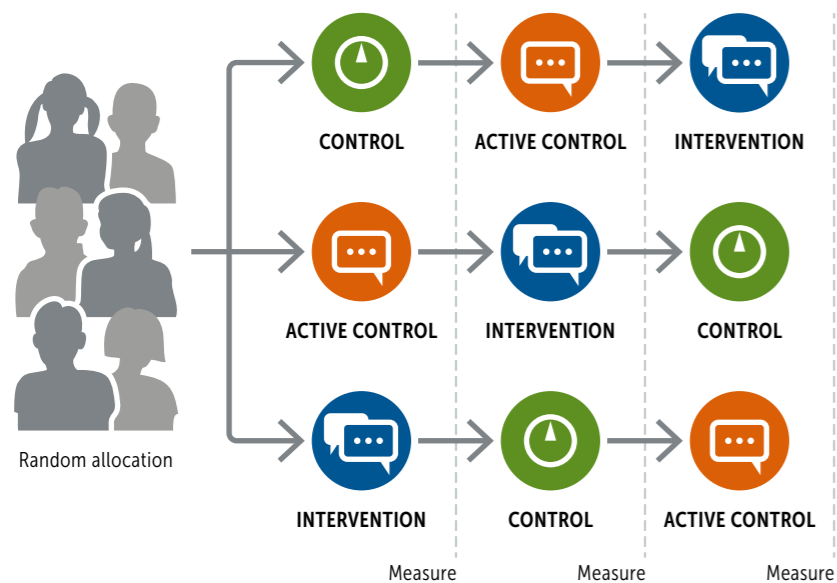 CONTROL
ACTIVE CONTROL
INTERVENTION
ACTIVE CONTROL
INTERVENTION
CONTROL
Random allocation
INTERVENTION
CONTROL
ACTIVE CONTROL
Measure
Measure
Measure